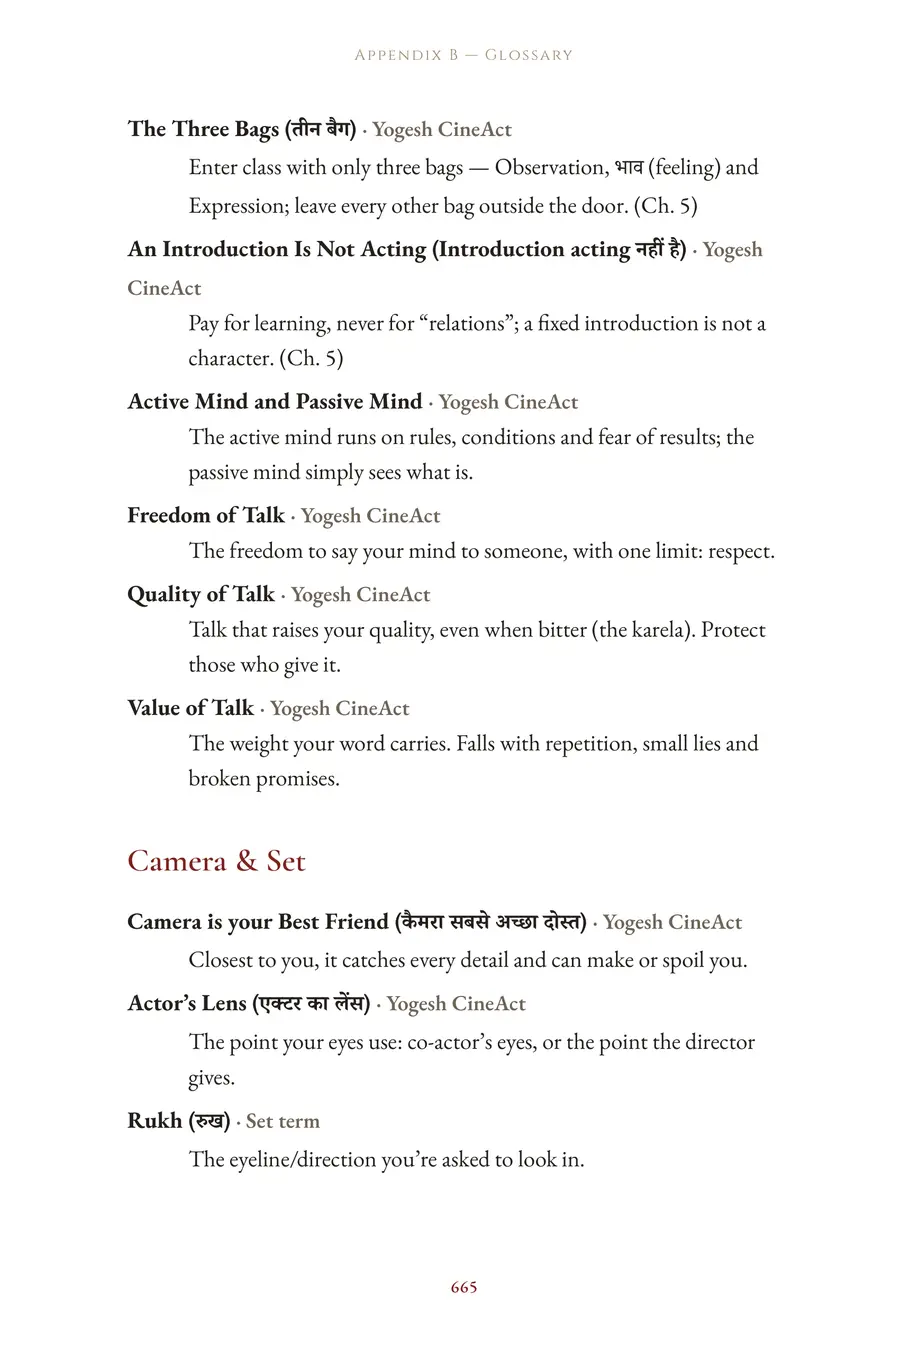 Appendix B — Glossary
The Three Bags (तीन बैग) · Yogesh CineAct
Enter class with only three bags — Observation, भाव (feeling) and
Expression; leave every other bag outside the door. (Ch. 5)
An Introduction Is Not Acting (Introduction acting नहीं है) · Yogesh
CineAct
Pay for learning, never for “relations”; a fixed introduction is not a
character. (Ch. 5)
Active Mind and Passive Mind · Yogesh CineAct
The active mind runs on rules, conditions and fear of results; the
passive mind simply sees what is.
Freedom of Talk · Yogesh CineAct
The freedom to say your mind to someone, with one limit: respect.
Quality of Talk · Yogesh CineAct
Talk that raises your quality, even when bitter (the karela). Protect
those who give it.
Value of Talk · Yogesh CineAct
The weight your word carries. Falls with repetition, small lies and
broken promises.
Camera & Set
Camera is your Best Friend (कैमरा सबसे अच्छा दोस्त) · Yogesh CineAct
Closest to you, it catches every detail and can make or spoil you.
Actor’s Lens (एक्टर का लेंस) · Yogesh CineAct
The point your eyes use: co-actor’s eyes, or the point the director
gives.
Rukh (रुख) · Set term
The eyeline/direction you’re asked to look in.
665